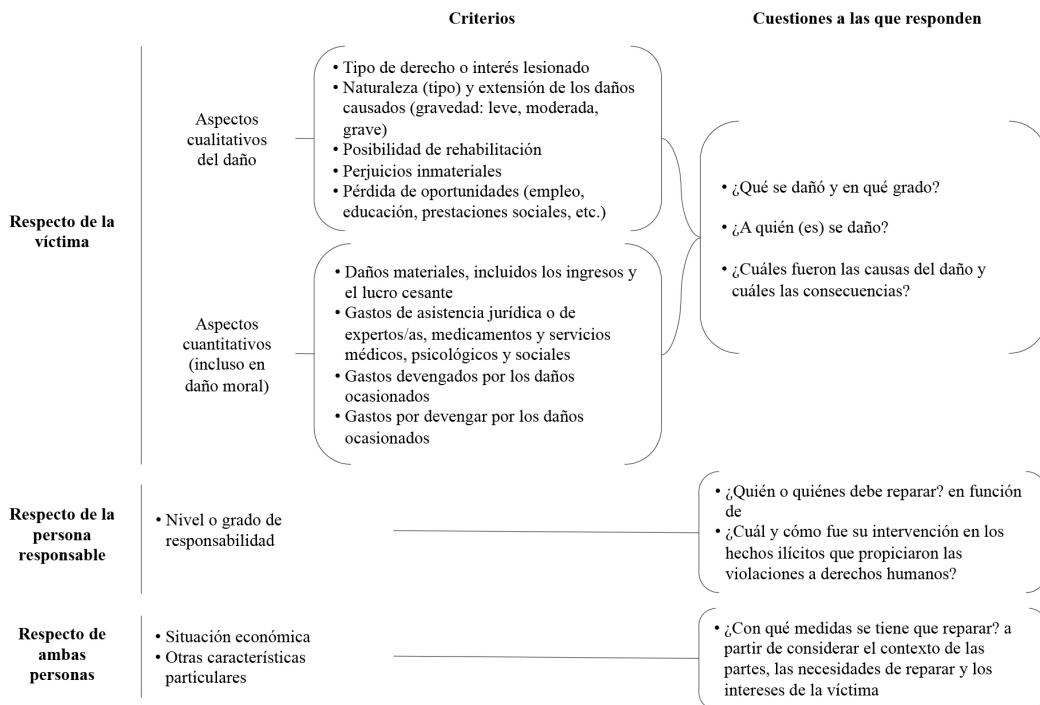 Criterios
Cuestiones a las que responden
Respecto de la
víctima
Aspectos
cualitativos
del daño
• Tipo de derecho o interés lesionado
• Naturaleza (tipo) y extensión de los daños
causados (gravedad: leve, moderada,
grave)
• Posibilidad de rehabilitación
• Perjuicios inmateriales
• Pérdida de oportunidades (empleo,
educación, prestaciones sociales, etc.)
Aspectos
cuantitativos
(incluso en
daño moral)
• Daños materiales, incluidos los ingresos y
el lucro cesante
• Gastos de asistencia jurídica o de
expertos/as, medicamentos y servicios
médicos, psicológicos y sociales
• Gastos devengados por los daños
ocasionados
• Gastos por devengar por los daños
ocasionados
• ¿Qué se dañó y en qué grado?
• ¿A quién (es) se daño?
• ¿Cuáles fueron las causas del daño y
cuáles las consecuencias?
Respecto de la
persona
responsable
• Nivel o grado de
responsabilidad
• ¿Quién o quiénes debe reparar? en función
de
• ¿Cuál y cómo fue su intervención en los
hechos ilícitos que propiciaron las
violaciones a derechos humanos?
Respecto de
ambas
personas
• Situación económica
• Otras características
particulares
• ¿Con qué medidas se tiene que reparar? a
partir de considerar el contexto de las
partes, las necesidades de reparar y los
intereses de la víctima